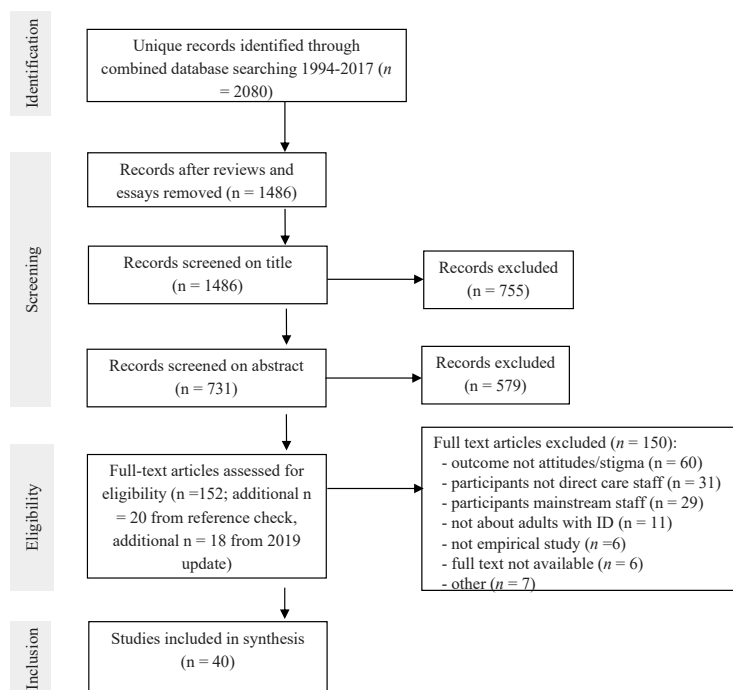 Identification
Unique records identified through
combined database searching 1994-2017 (n
= 2080)
Screening
Records after reviews and
essays removed (n = 1486)
Records screened on title
(n = 1486)
Records excluded
(n = 755)
Records screened on abstract
(n = 731)
Records excluded
(n = 579)
Eligibility
Full-text articles assessed for
eligibility (n =152; additional n
= 20 from reference check,
additional n = 18 from 2019
update)
Full text articles excluded (n = 150):
- outcome not attitudes/stigma (n = 60)
- participants not direct care staff (n = 31)
- participants mainstream staff (n = 29)
- not about adults with ID (n = 11)
- not empirical study (n =6)
- full text not available (n = 6)
- other (n = 7)
Inclusion
Studies included in synthesis
(n = 40)